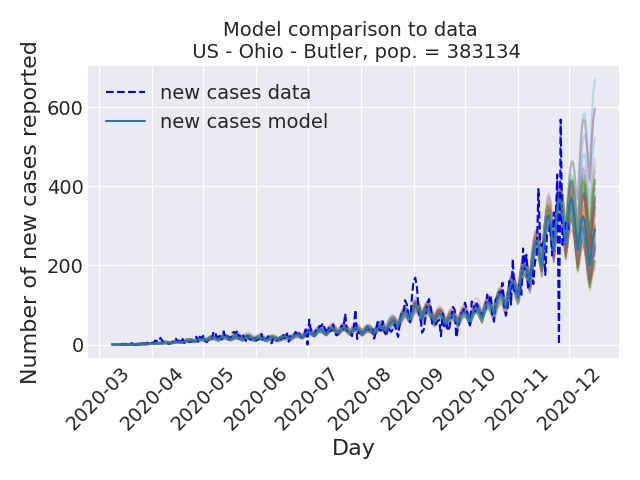 Model comparison to data
US - Ohio - Butler, pop. = 383134
Number of new cases reported
600
400
200
0
new cases data
new cases model
2020-03
2020-04
2020-05
2020-06
2020-07
2020-08
2020-09
2020-10
2020-11
2020-12
Day